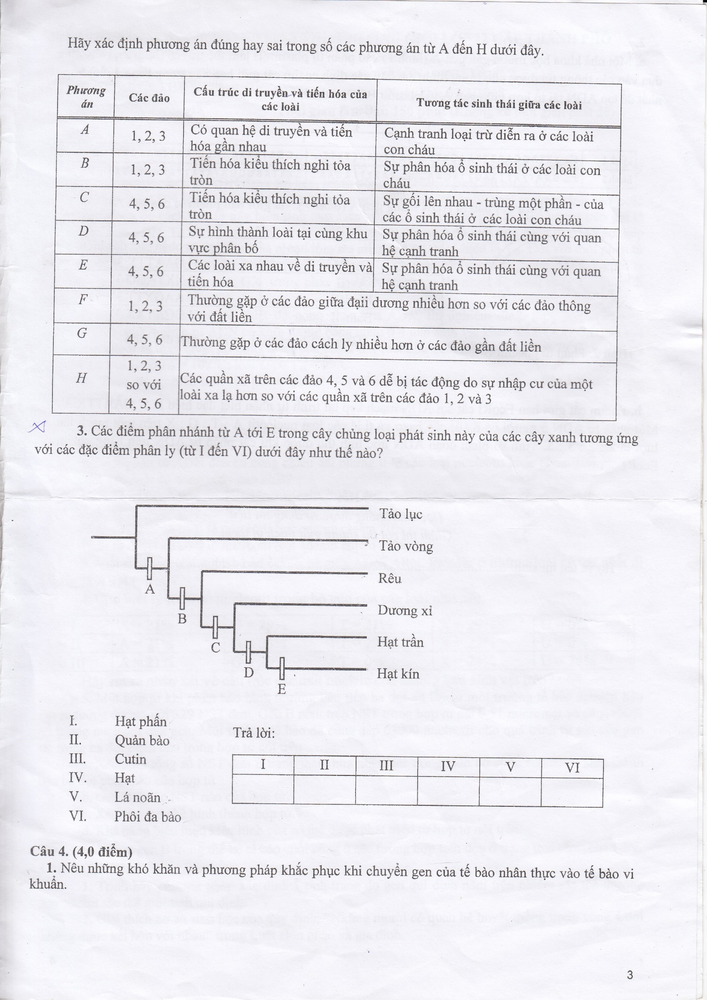 Hãy xác định phương án đúng hay sai trong số các phương án từ A đến H dưới đây.
Phương án
Các đảo
Cấu trúc di truyền và tiến hóa của các loài
Tương tác sinh thái giữa các loài
A
1, 2, 3
Có quan hệ di truyền và tiến
hóa gần nhau
Cạnh tranh loại trừ diễn ra ở các loài
con cháu
B
1, 2, 3
Tiến hóa kiểu thích nghi tỏa
tròn
Sự phân hóa ổ sinh thái ở các loài con
cháu
C
4, 5, 6
Tiến hóa kiểu thích nghi tỏa
tròn
Sự gối lên nhau - trùng một phần - của
các ổ sinh thái ở các loài con cháu
D
4, 5, 6
Sự hình thành loài tại cùng khu
vực phân bố
Sự phân hóa ổ sinh thái cùng với quan
hệ cạnh tranh
E
4, 5, 6
Các loài xa nhau về di truyền và
tiến hóa
Sự phân hóa ổ sinh thái cùng với quan
hệ cạnh tranh
F
1, 2, 3
Thường gặp ở các đảo giữa đạii dương nhiều hơn so với các đảo thông
với đất liền
G
4, 5, 6
Thường gặp ở các đảo cách ly nhiều hơn ở các đảo gần đất liền
H
1, 2, 3
so với
4, 5, 6
Các quần xã trên các đảo 4, 5 và 6 dễ bị tác động do sự nhập cư của một
loài xa lạ hơn so với các quần xã trên các đảo 1, 2 và 3
3. Các điểm phân nhánh từ A tới E trong cây chủng loại phát sinh này của các cây xanh tương ứng
với các đặc điểm phân ly (từ I đến VI) dưới đây như thế nào?
Tảo lục
Tảo vòng
A
Rêu
B
Dương xỉ
C
Hạt trần
D
Hạt kín
E
I. Hạt phấn
II. Quản bào
III. Cutin
IV. Hạt
V. Lá noãn
VI. Phôi đa bào
Trả lời:
I II III IV V VI
Câu 4. (4,0 điểm)
1. Nêu những khó khăn và phương pháp khắc phục khi chuyển gen của tế bào nhân thực vào tế bào vi
khuẩn.
3